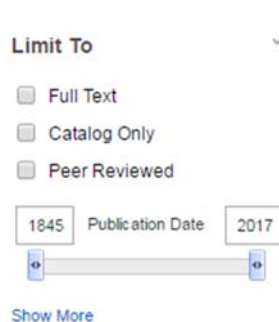 Limit To
Full Text
Catalog Only
Peer Reviewed
1845 Publication Date 2017
Show More